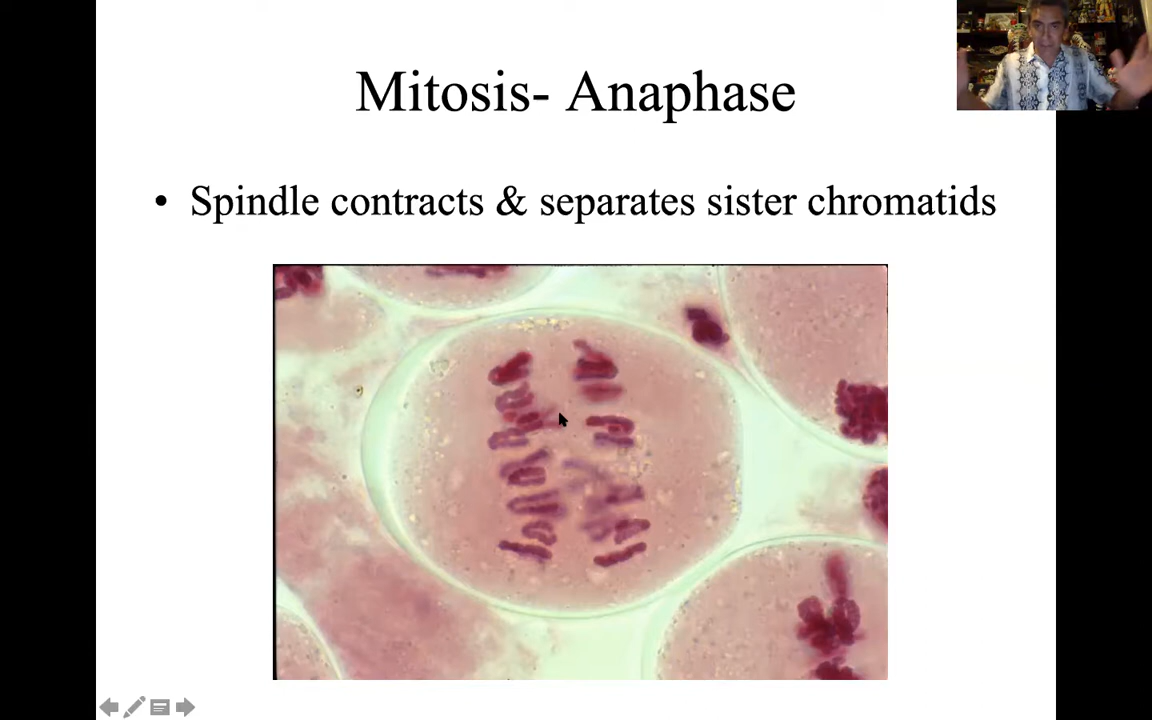 Mitosis- Anaphase
• Spindle contracts & separates sister chromatids